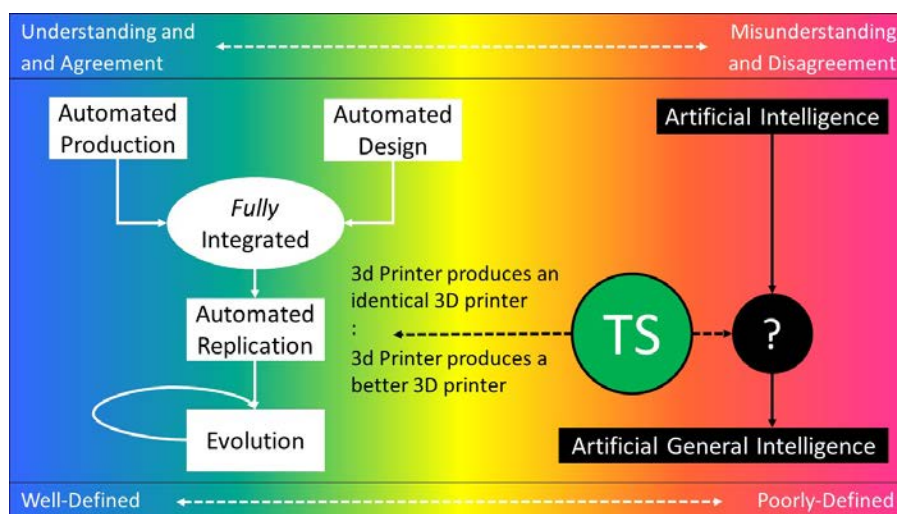 Understanding and
and Agreement
Misunderstanding
and Disagreement
Automated
Production
Automated
Design
Artificial Intelligence
Fully
Integrated
3d Printer produces an
identical 3D printer
:
3d Printer produces a
better 3D printer
Automated
Replication
TS
?
Evolution
Artificial General Intelligence
Well-Defined
Poorly-Defined